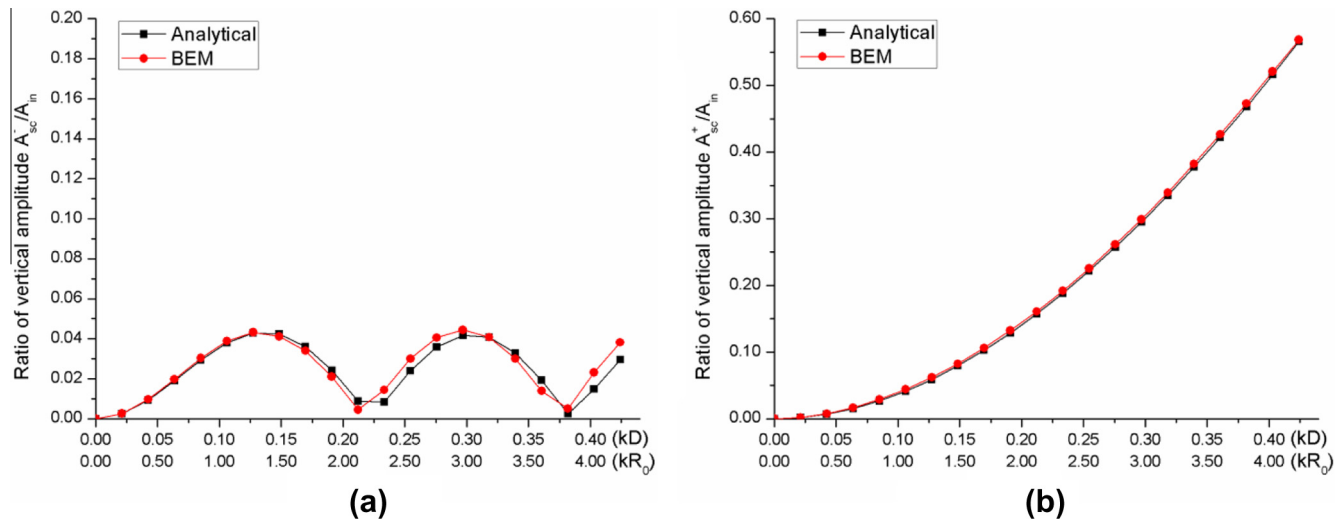 Ratio of vertical amplitude A⁻sc/Ain
0.20
0.18
0.16
0.14
0.12
0.10
0.08
0.06
0.04
0.02
0.00
Analytical
BEM
0.00 0.05 0.10 0.15 0.20 0.25 0.30 0.35 0.40 (kD)
0.00 0.50 1.00 1.50 2.00 2.50 3.00 3.50 4.00 (kR₀)
(a)
Ratio of vertical amplitude A⁺sc/Ain
0.60
0.50
0.40
0.30
0.20
0.10
0.00
Analytical
BEM
0.00 0.05 0.10 0.15 0.20 0.25 0.30 0.35 0.40 (kD)
0.00 0.50 1.00 1.50 2.00 2.50 3.00 3.50 4.00 (kR₀)
(b)